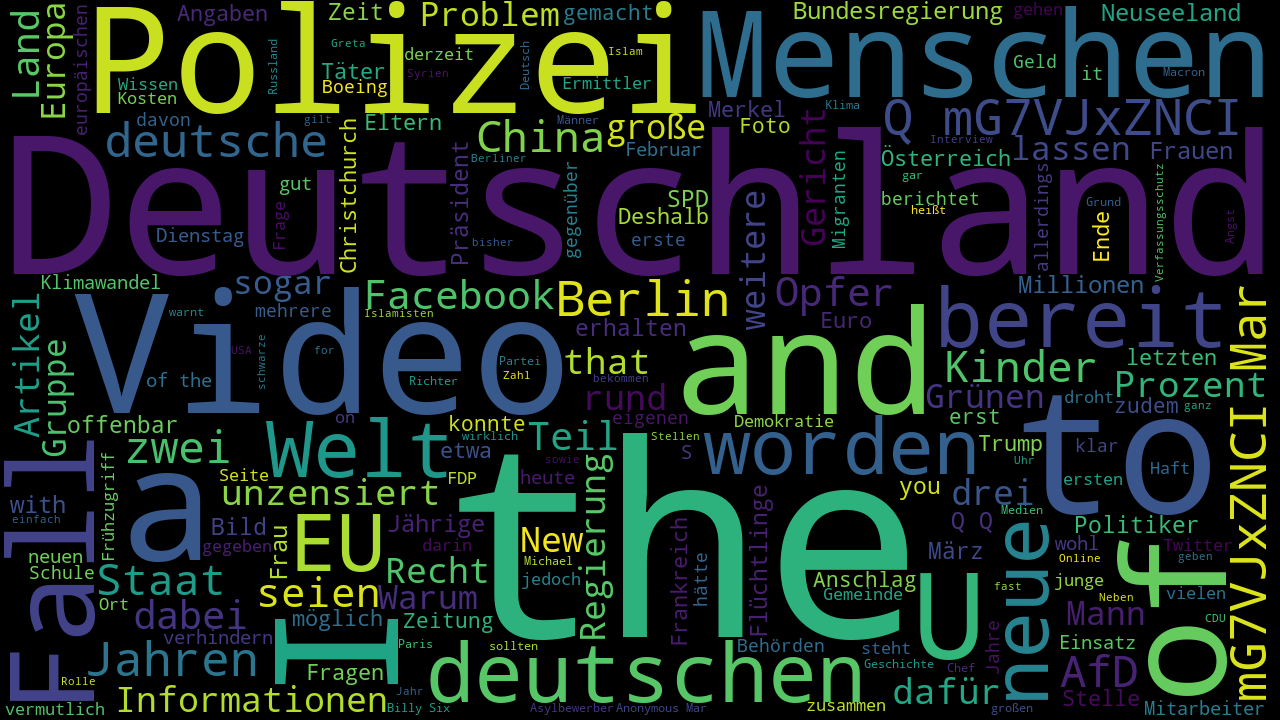 Land
Europa
europäischen
Polizei
Angaben
Zeit
Greta
Russland
Problem
gemacht
derzeit
Islam
Deutsch
Täter
Syrien
Boeing
Ermittler
Wissen
Kosten
Menschen
Bundesregierung
gehen
Neuseeland
Geld
it
Macron
davon
gilt
Eltern
Männer
Merkel
Klima
Foto
Q mG7VJxZNCI
deutsche
China
große
Februar
Berliner
Interview
lassen
Frauen
Österreich
gar
berichtet
heißt
Deutschland
gut
Frage
Dienstag
Christchurch
Präsident
bisher
gegenüber
SPD
Deshalb
erste
weitere
Gericht
Migranten
allerdings
Grund
Ende
Verfassungsschutz
Angst
Klimawandel
sogar
mehrere
Facebook
Islamisten
Berlin
erhalten
Opfer
Euro
Millionen
bereit
Mar
Artikel
Gruppe
Video
warnt
USA
of the
schwarze
for
Partei
Zahl
Richter
that
bekommen
and
Kinder
letzten
Prozent
Grünen
droht
zudem
ganz
rund
eigenen
on
konnte
Demokratie
erst
offenbar
zwei
Welt
wirklich
etwa
Teil
Stellen
S
worden
Trump
klar
Uhr
to
Haft
Fall
with
einfach
Frühzugriff
a
Seite
FDP
sowie
heute
unzensiert
the
you
drei
ersten
Q Q
Medien
Politiker
mG7VJxZNCI
Bild
gegeben
Frau
EU
Jährige
darin
New
Michael
jedoch
Regierung
Frankreich
hätte
Flüchtlinge
März
wohl
Online
Twitter
geben
neuen
Schule
Staat
Ort
seien
Recht
Warum
Anschlag
Gemeinde
U
fast
neue
junge
Neben
vielen
of
CDU
dabei
verhindern
I
möglich
Zeitung
Paris
sollten
Behörden
steht
Geschichte
Chef
Jahre
Mann
Einsatz
Jahren
Rolle
Fragen
deutschen
dafür
AfD
Stelle
vermutlich
Informationen
Jahr
Billy Six
Asylbewerber
Anonymous Mar
zusammen
großen
Mitarbeiter